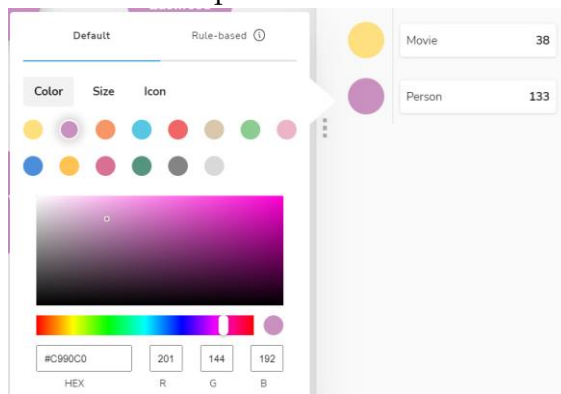 Default Rule-based
Color Size Icon
#C990C0 201 144 192
HEX R G B
Movie 38
Person 133